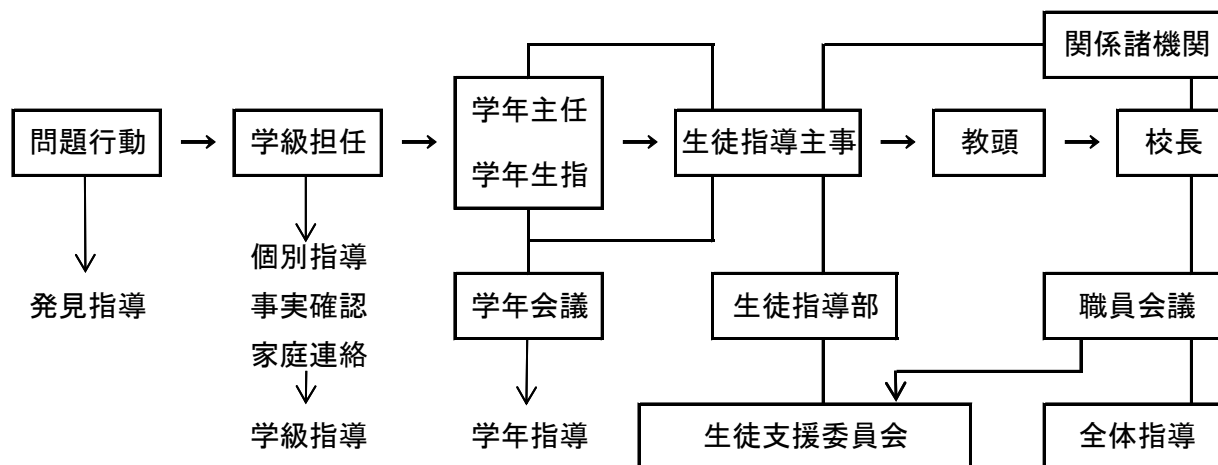 関係諸機関
問題行動
学級担任
学年主任
学年生指
生徒指導主事
教頭
校長
発見指導
個別指導
事実確認
家庭連絡
学級指導
学年会議
学年指導
生徒指導部
生徒支援委員会
職員会議
全体指導